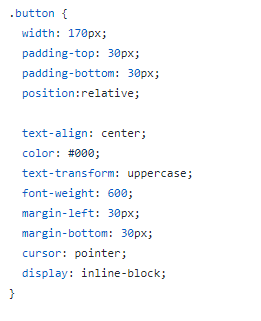 .button {
  width: 170px;
  padding-top: 30px;
  padding-bottom: 30px;
  position:relative;

  text-align: center;
  color: #000;
  text-transform: uppercase;
  font-weight: 600;
  margin-left: 30px;
  margin-bottom: 30px;
  cursor: pointer;
  display: inline-block;
}